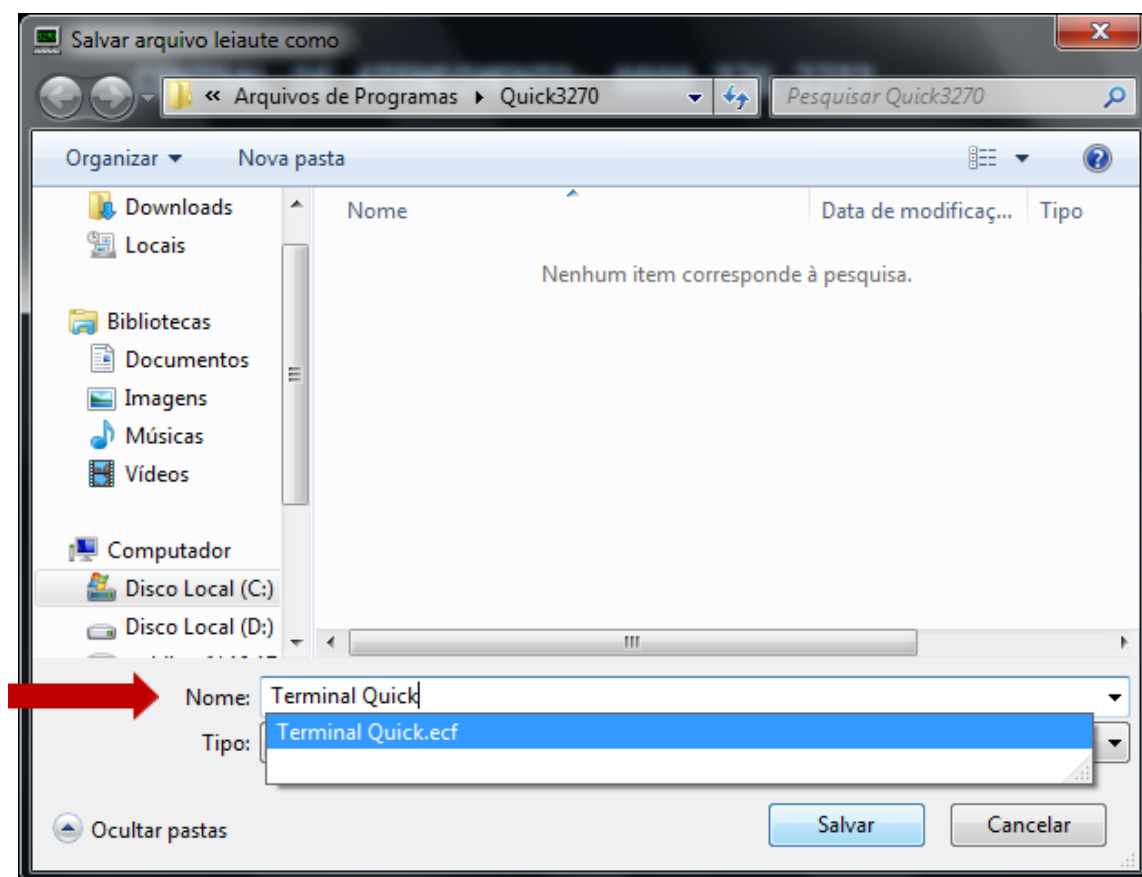 Salvar arquivo leiaute como
« Arquivos de Programas Quick3270
Pesquisar Quick3270
Organizar Nova pasta
Downloads
Locais
Bibliotecas
Documentos
Imagens
Músicas
Vídeos
Computador
Disco Local (C:)
Disco Local (D:)
Nome Data de modificaç... Tipo
Nenhum item corresponde à pesquisa.
Nome: Terminal Quick
Terminal Quick.ecf
Tipo:
Ocultar pastas Salvar Cancelar